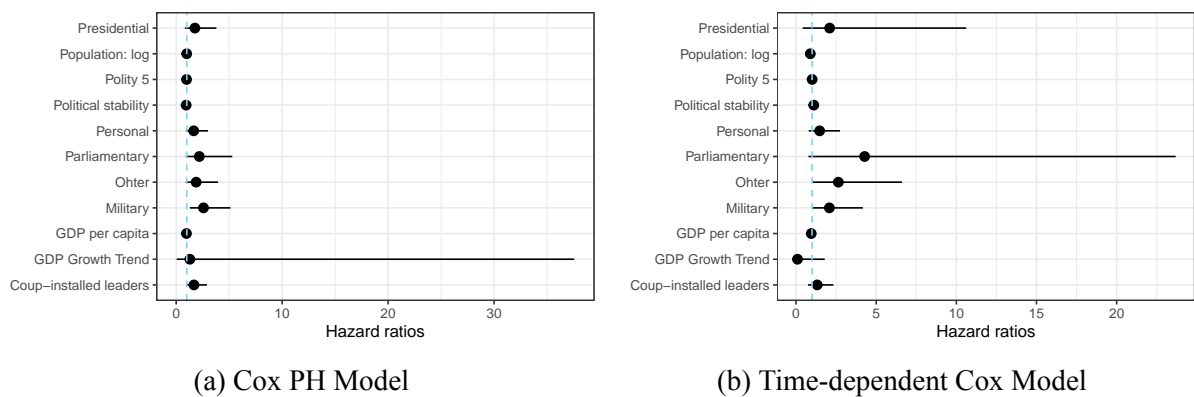 Presidential
Population: log
Polity 5
Political stability
Personal
Parliamentary
Ohter
Military
GDP per capita
GDP Growth Trend
Coup−installed leaders
0 10 20 30
Hazard ratios
(a) Cox PH Model
Presidential
Population: log
Polity 5
Political stability
Personal
Parliamentary
Ohter
Military
GDP per capita
GDP Growth Trend
Coup−installed leaders
0 5 10 15 20
Hazard ratios
(b) Time-dependent Cox Model